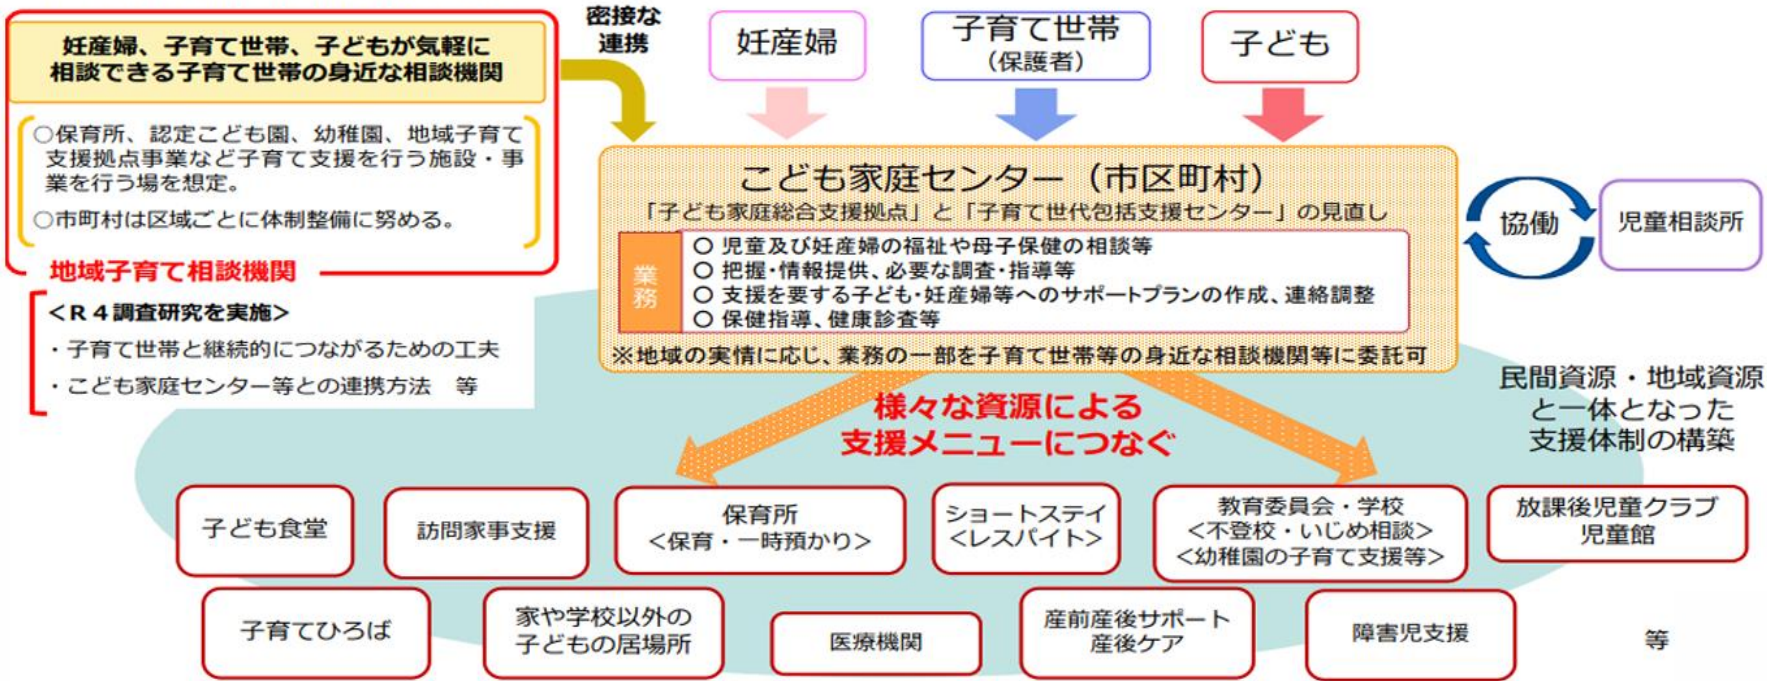 妊産婦、子育て世帯、子どもが気軽に
相談できる子育て世帯の身近な相談機関
○保育所、認定こども園、幼稚園、地域子育て
支援拠点事業など子育て支援を行う施設・事
業を行う場を想定。
○市町村は区域ごとに体制整備に努める。
地域子育て相談機関
＜R４調査研究を実施＞
・子育て世帯と継続的につながるための工夫
・こども家庭センター等との連携方法　等
密接な
連携
妊産婦
子育て世帯
（保護者）
子ども
こども家庭センター（市区町村）
「子ども家庭総合支援拠点」と「子育て世代包括支援センター」の見直し
業務
○ 児童及び妊産婦の福祉や母子保健の相談等
○ 把握・情報提供、必要な調査・指導等
○ 支援を要する子ども・妊産婦等へのサポートプランの作成、連絡調整
○ 保健指導、健康診査等
※地域の実情に応じ、業務の一部を子育て世帯等の身近な相談機関等に委託可
協働
児童相談所
様々な資源による
支援メニューにつなぐ
民間資源・地域資源
と一体となった
支援体制の構築
子ども食堂
訪問家事支援
保育所
＜保育・一時預かり＞
ショートステイ
＜レスパイト＞
教育委員会・学校
＜不登校・いじめ相談＞
＜幼稚園の子育て支援等＞
放課後児童クラブ
児童館
子育てひろば
家や学校以外の
子どもの居場所
医療機関
産前産後サポート
産後ケア
障害児支援
等